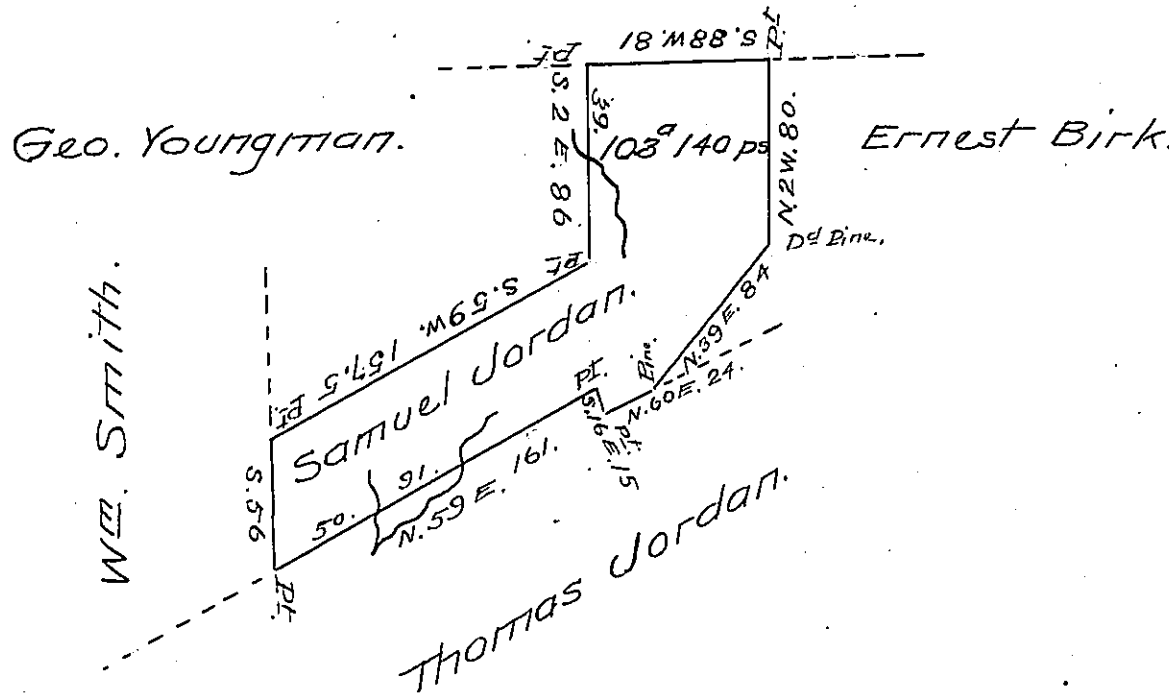 S. 88 W. 81
Pt.
Pt.
Geo. Youngman.
S. 2 E. 86
39.
103ᵃ 140 ps
N. 2 W. 80.
Ernest Birk.
Dᵈ Pine.
Pt.
S. 59 W. 157.5
Samuel Jordan.
Wm. Smith.
Pt.
S. 56
Pt.
50.
91.
N. 59 E. 161.
Pt.
S. 16 E. 15
Pt.
N. 60 E. 24.
Pine.
N. 39 E. 84
Thomas Jordan.